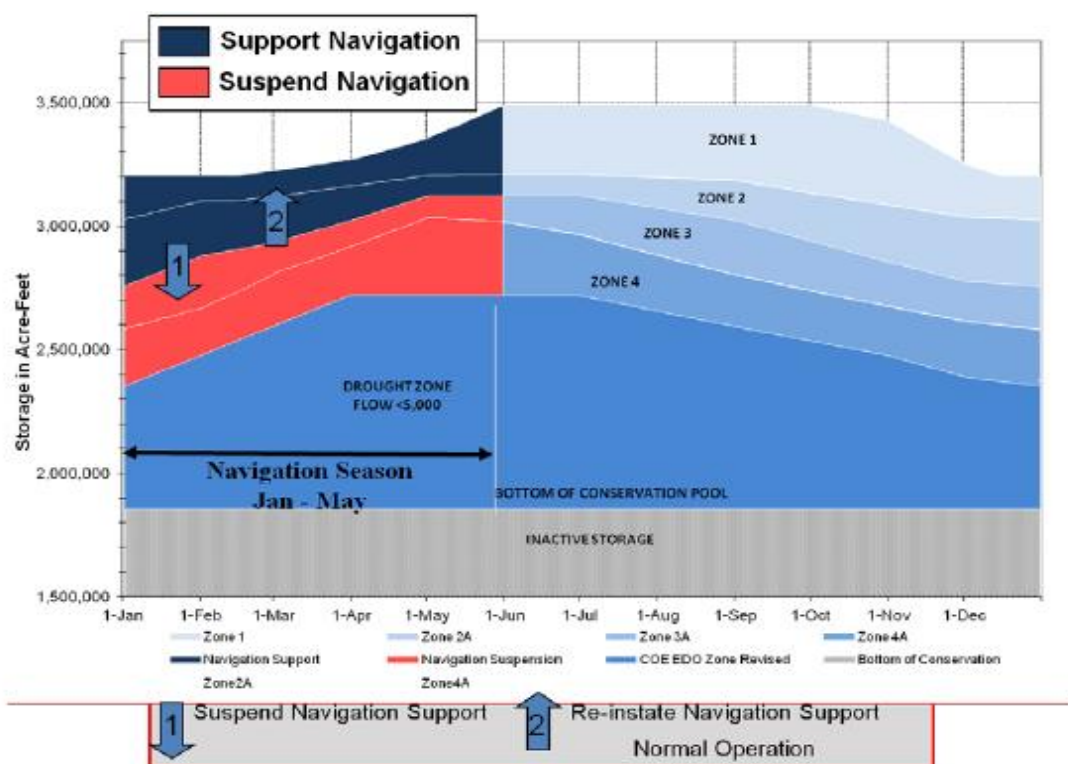 Support Navigation
Suspend Navigation
Storage in Acre-Feet
3,500,000
3,000,000
2,500,000
2,000,000
1,500,000
ZONE 1
ZONE 2
ZONE 3
ZONE 4
2
1
DROUGHT ZONE
FLOW <5,000
Navigation Season
Jan - May
BOTTOM OF CONSERVATION POOL
INACTIVE STORAGE
1-Jan 1-Feb 1-Mar 1-Apr 1-May 1-Jun 1-Jul 1-Aug 1-Sep 1-Oct 1-Nov 1-Dec
Zone 1 Zone 2A Zone 3A Zone 4A
Navigation Support Navigation Suspension COE EDO Zone Revised Bottom of Conservation
Zone2A Zone4A
1 Suspend Navigation Support 2 Re-instate Navigation Support
Normal Operation